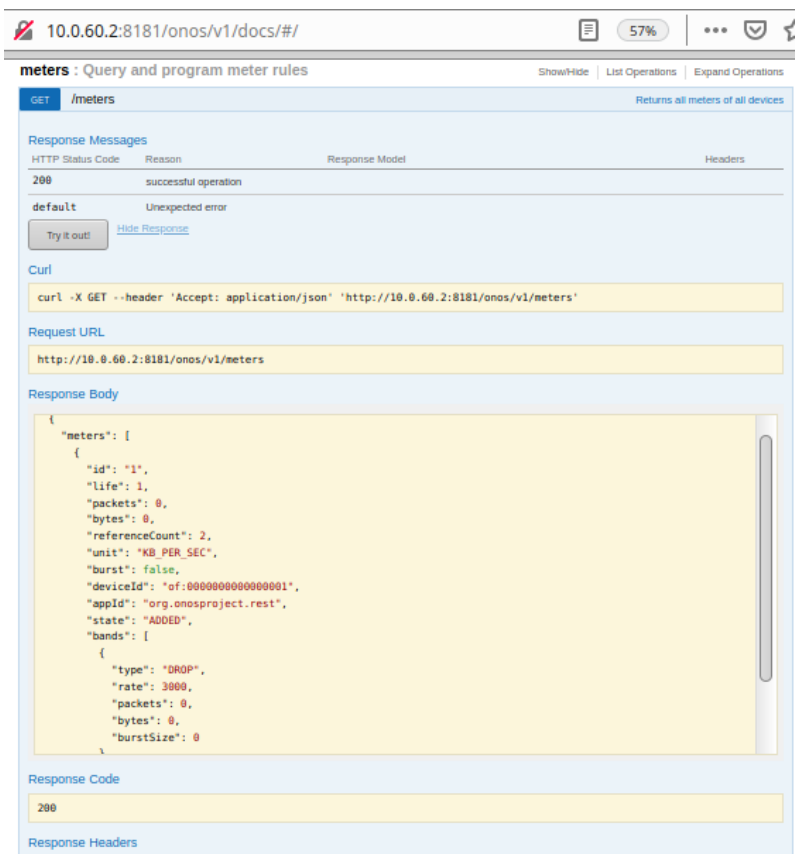 10.0.60.2:8181/onos/v1/docs/#/ 57%
meters : Query and program meter rules Show/Hide List Operations Expand Operations
GET /meters Returns all meters of all devices
Response Messages
HTTP Status Code Reason Response Model Headers
200 successful operation
default Unexpected error
Try it out! Hide Response
Curl
curl -X GET --header 'Accept: application/json' 'http://10.0.60.2:8181/onos/v1/meters'
Request URL
http://10.0.60.2:8181/onos/v1/meters
Response Body
{
"meters": [
{
"id": "1",
"life": 1,
"packets": 0,
"bytes": 0,
"referenceCount": 2,
"unit": "KB_PER_SEC",
"burst": false,
"deviceId": "of:0000000000000001",
"appId": "org.onosproject.rest",
"state": "ADDED",
"bands": [
{
"type": "DROP",
"rate": 3000,
"packets": 0,
"bytes": 0,
"burstSize": 0
}
Response Code
200
Response Headers